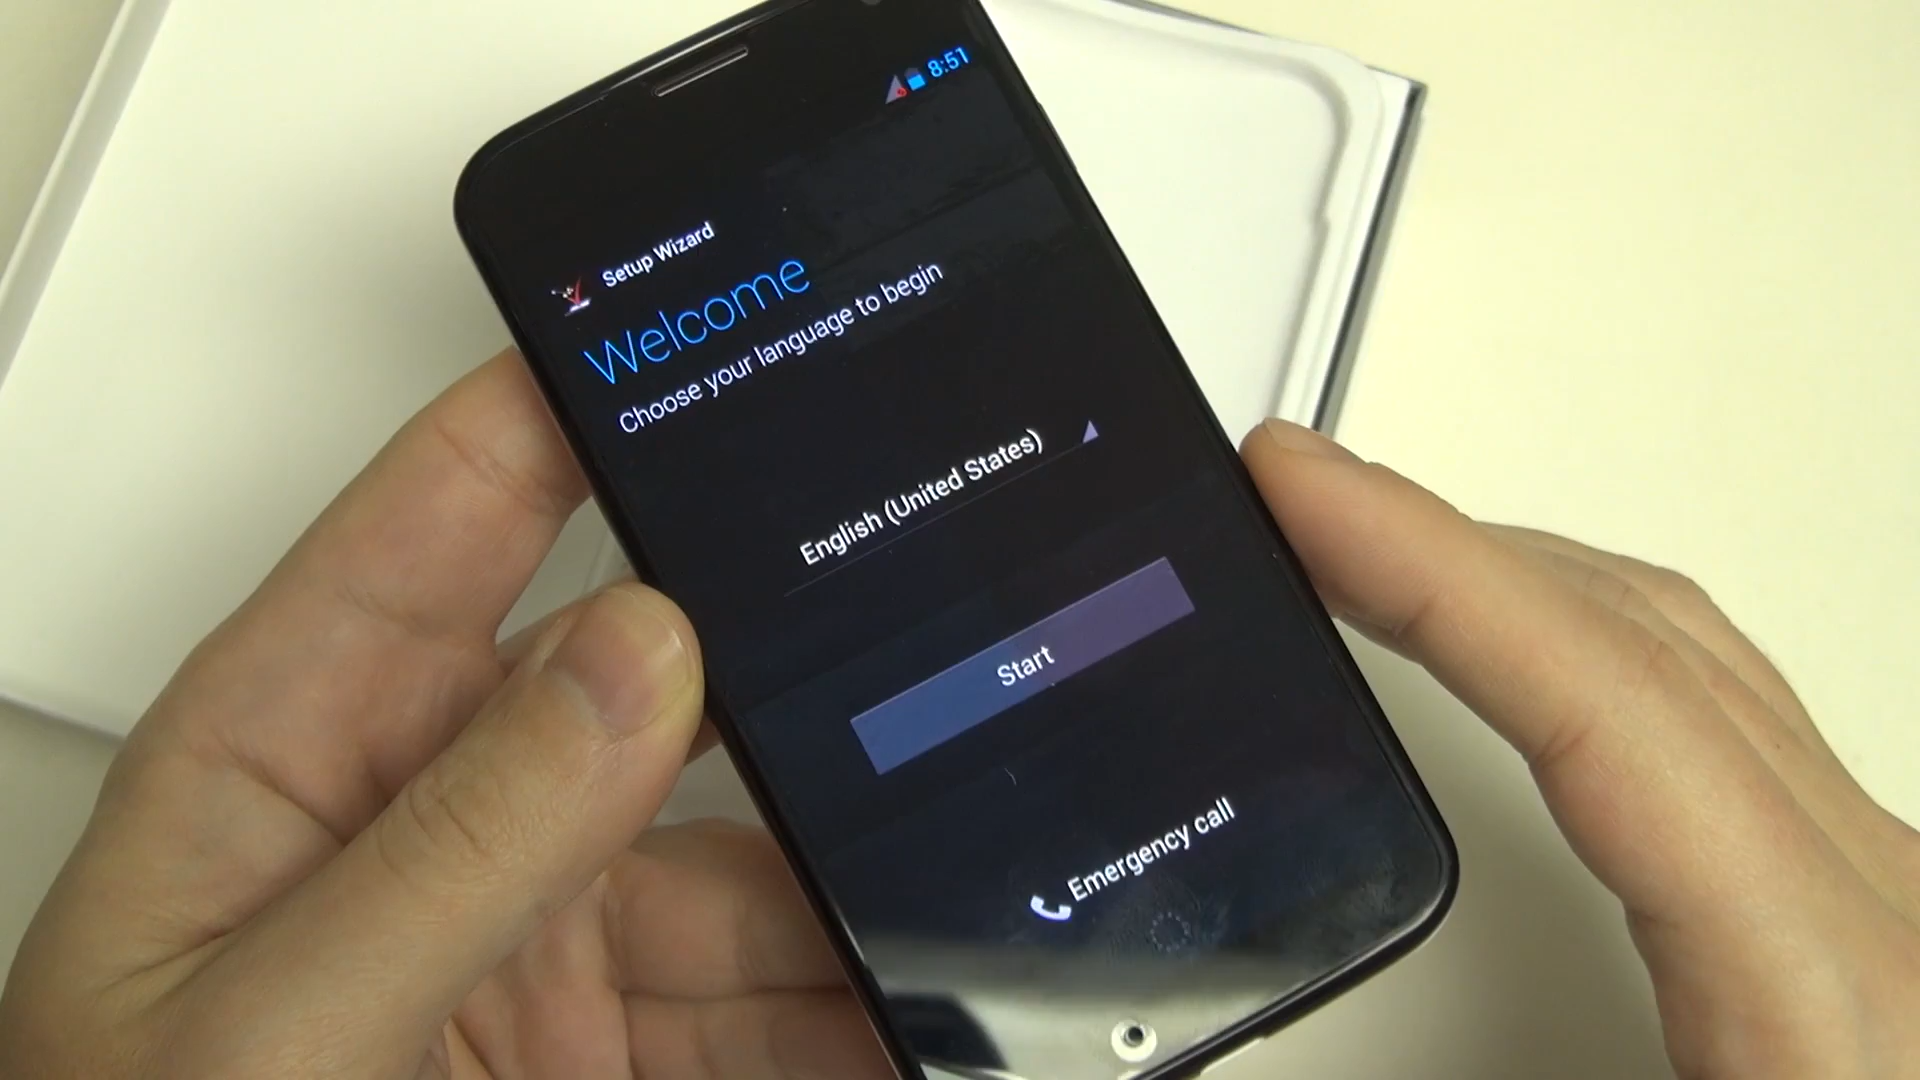 8:51
Setup Wizard
Welcome
Choose your language to begin
English (United States)
Start
Emergency call